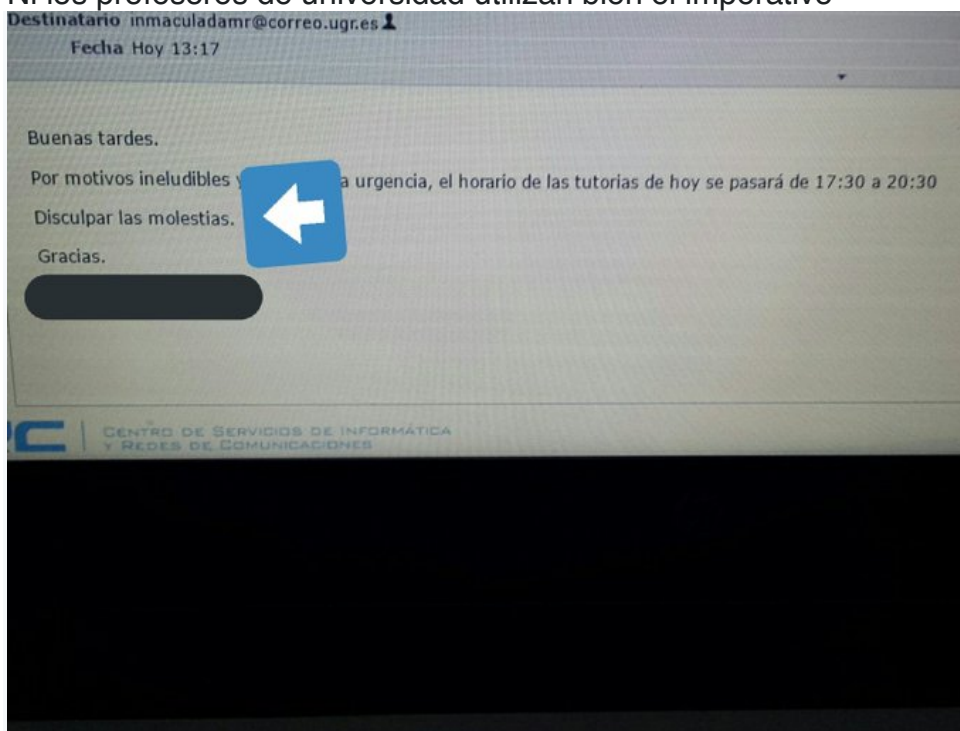 Ni los profesores de universidad utilizan bien el imperativo
Destinatario inmaculadamr@correo.ugr.es
Fecha Hoy 13:17
Buenas tardes.
Por motivos ineludibles y a urgencia, el horario de las tutorias de hoy se pasará de 17:30 a 20:30
Disculpar las molestias.
Gracias.
CENTRO DE SERVICIOS DE INFORMÁTICA
Y REDES DE COMUNICACIONES